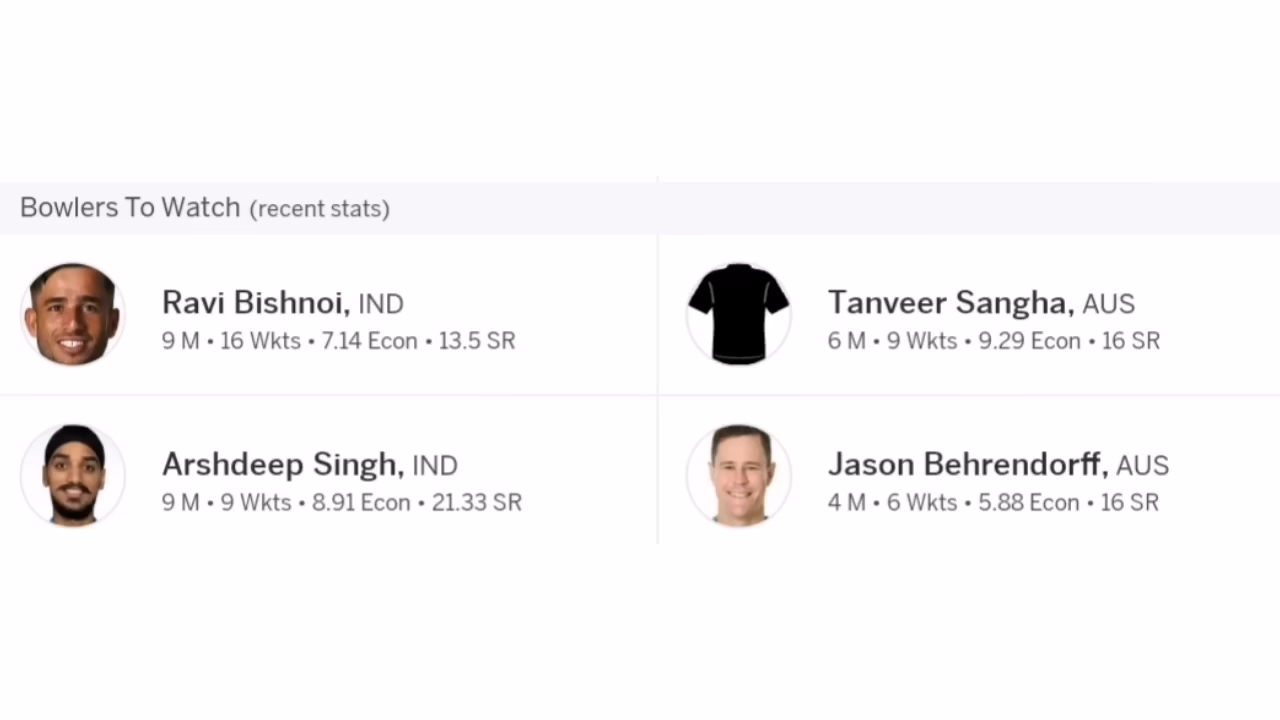 Bowlers To Watch (recent stats)
Ravi Bishnoi, IND
9 M • 16 Wkts • 7.14 Econ • 13.5 SR
Tanveer Sangha, AUS
6 M • 9 Wkts • 9.29 Econ • 16 SR
Arshdeep Singh, IND
9 M • 9 Wkts • 8.91 Econ • 21.33 SR
Jason Behrendorff, AUS
4 M • 6 Wkts • 5.88 Econ • 16 SR